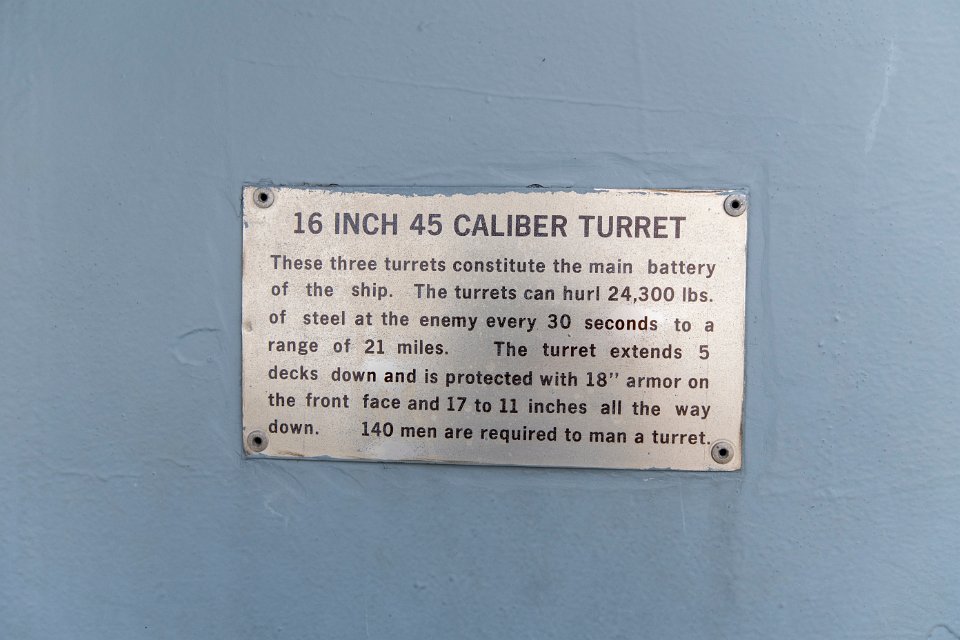 16 INCH 45 CALIBER TURRET
These three turrets constitute the main battery
of the ship. The turrets can hurl 24,300 lbs.
of steel at the enemy every 30 seconds to a
range of 21 miles. The turret extends 5
decks down and is protected with 18” armor on
the front face and 17 to 11 inches all the way
down. 140 men are required to man a turret.